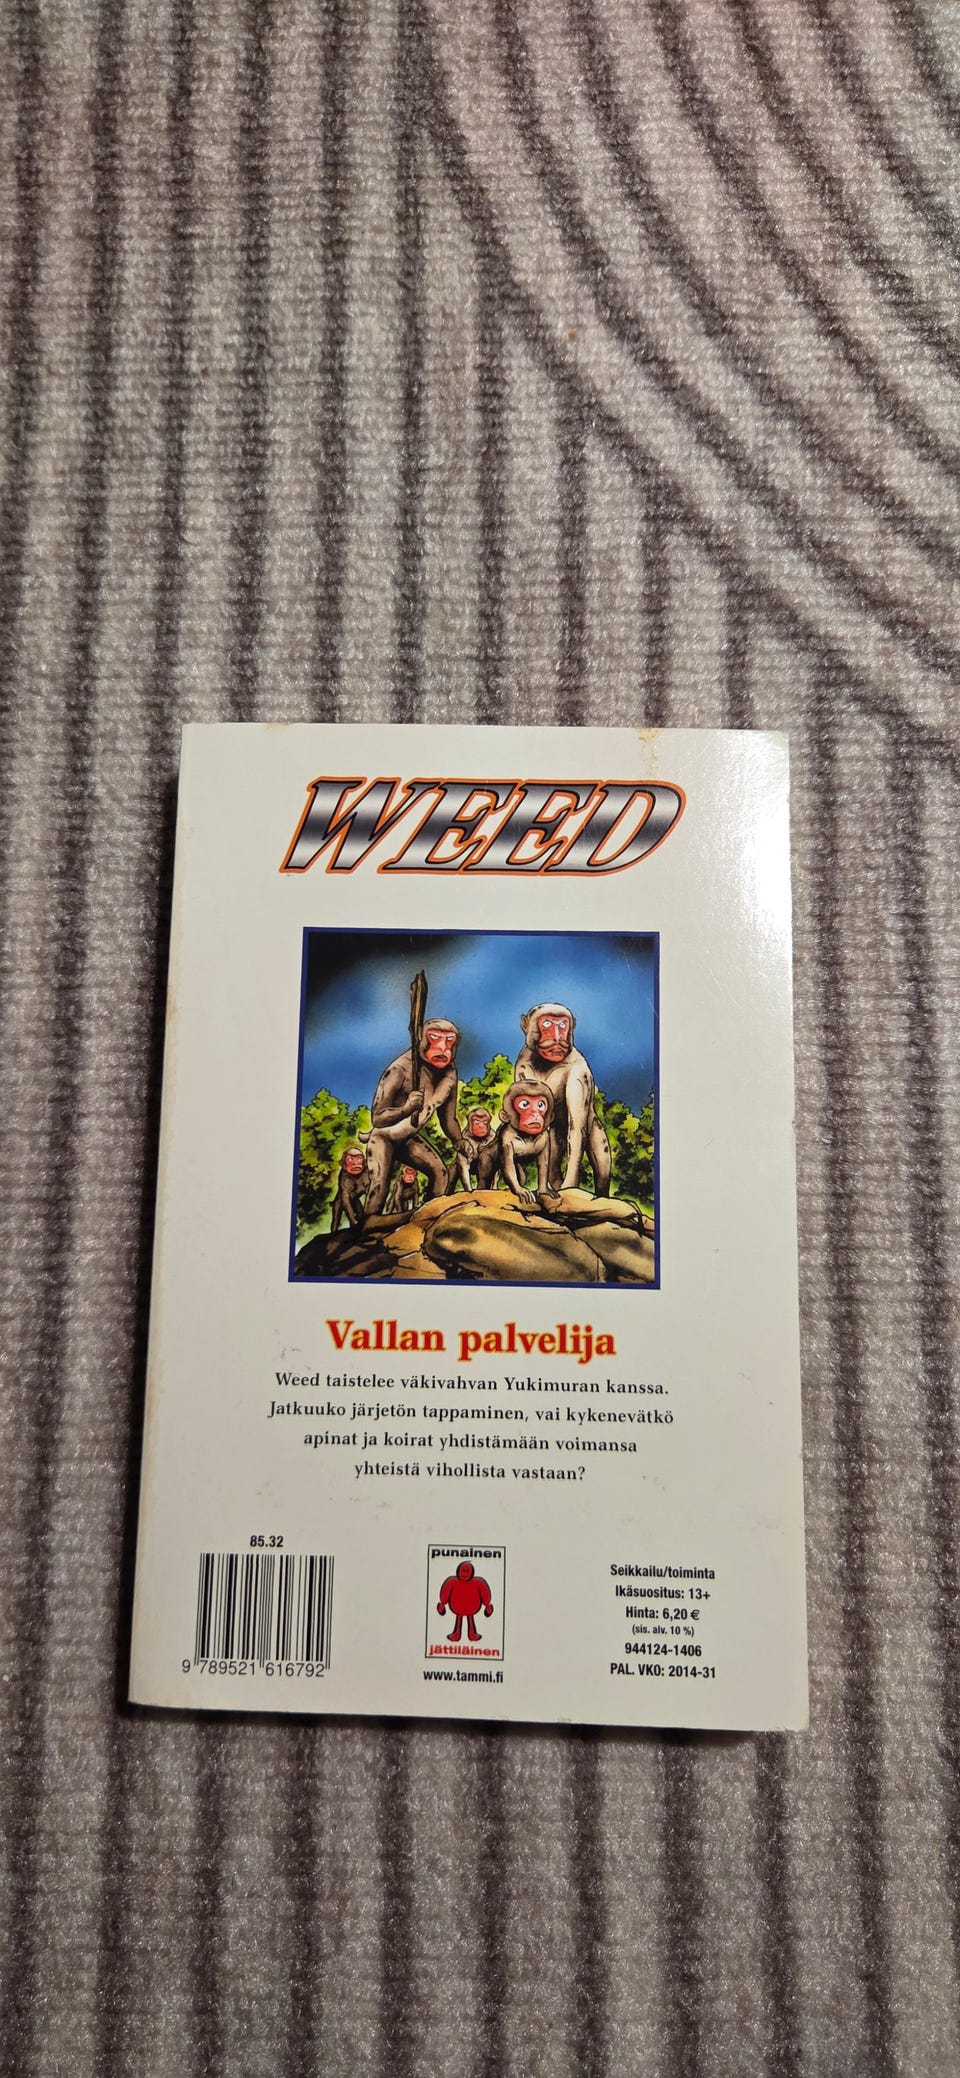 WEED
Vallan palvelija
Weed taistelee väkivahvan Yukimuran kanssa.
Jatkuuko järjetön tappaminen, vai kykenevätkö
apinat ja koirat yhdistämään voimansa
yhteistä vihollista vastaan?
85.32
9 789521 616792
punainen
jättiläinen
www.tammi.fi
Seikkailu/toiminta
Ikäsuositus: 13+
Hinta: 6,20 €
(sis. alv. 10 %)
944124-1406
PAL. VKO: 2014-31